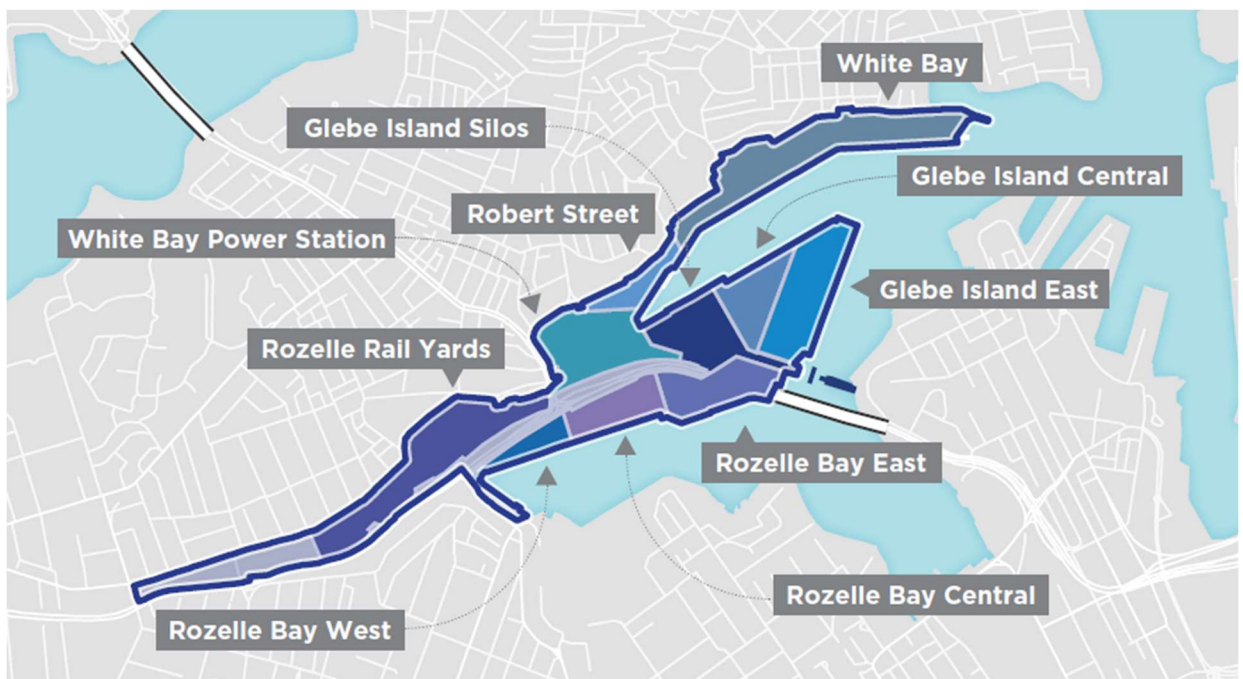 White Bay
Glebe Island Silos
Glebe Island Central
Robert Street
White Bay Power Station
Glebe Island East
Rozelle Rail Yards
Rozelle Bay East
Rozelle Bay Central
Rozelle Bay West